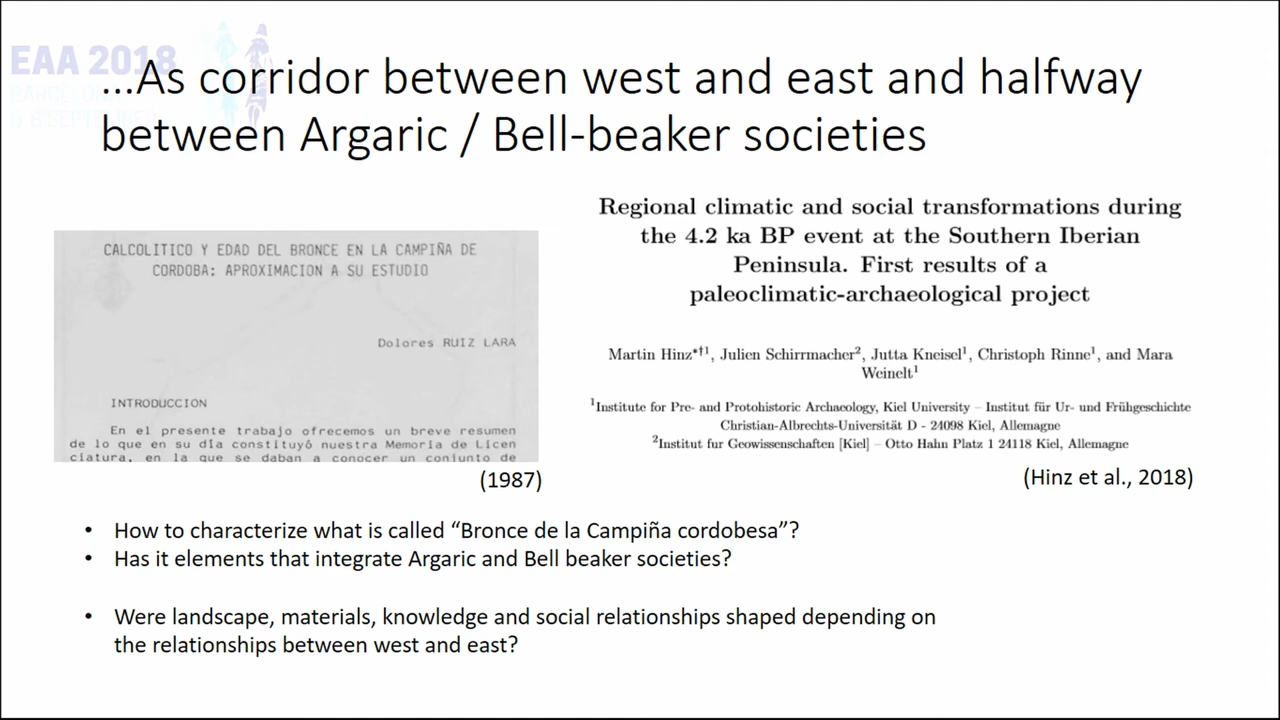 EAA 2018
BARCELONA
...As corridor between west and east and halfway
between Argaric / Bell-beaker societies
CALCOLITICO Y EDAD DEL BRONCE EN LA CAMPIÑA DE
CORDOBA: APROXIMACION A SU ESTUDIO
Dolores RUIZ LARA
INTRODUCCION
En el presente trabajo ofrecemos un breve resumen
de lo que en su día constituyó nuestra Memoria de Licen
ciatura, en la que se daban a conocer un conjunto de
(1987)
Regional climatic and social transformations during
the 4.2 ka BP event at the Southern Iberian
Peninsula. First results of a
paleoclimatic-archaeological project
Martin Hinz*†1, Julien Schirrmacher2, Jutta Kneisel1, Christoph Rinne1, and Mara
Weinelt1
1Institute for Pre- and Protohistoric Archaeology, Kiel University – Institut für Ur- und Frühgeschichte
Christian-Albrechts-Universität D - 24098 Kiel, Allemagne
2Institut fur Geowissenschaften [Kiel] – Otto Hahn Platz 1 24118 Kiel, Allemagne
(Hinz et al., 2018)
• How to characterize what is called “Bronce de la Campiña cordobesa”?
• Has it elements that integrate Argaric and Bell beaker societies?
• Were landscape, materials, knowledge and social relationships shaped depending on
the relationships between west and east?